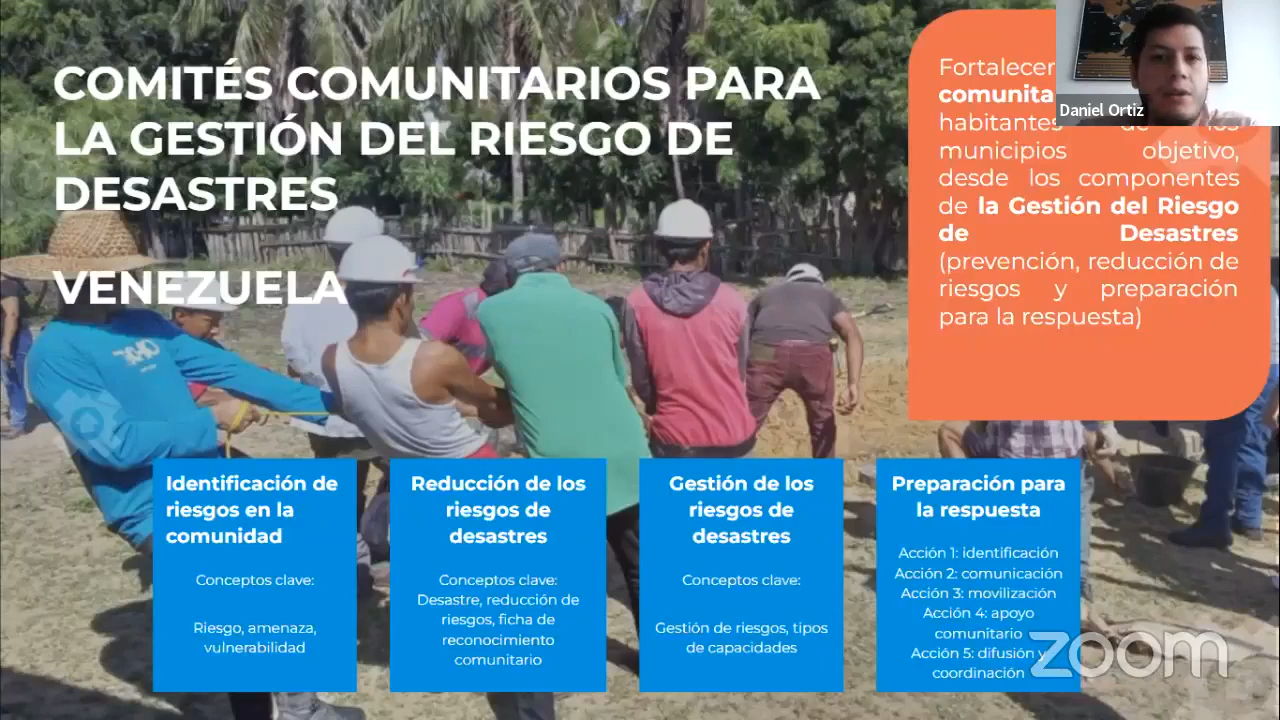 COMITÉS COMUNITARIOS PARA
LA GESTIÓN DEL RIESGO DE
DESASTRES
VENEZUELA
Fortalecer
comunita
habitantes de los
municipios objetivo,
desde los componentes
de la Gestión del Riesgo
de Desastres
(prevención, reducción de
riesgos y preparación
para la respuesta)
Daniel Ortiz
Identificación de
riesgos en la
comunidad
Conceptos clave:
Riesgo, amenaza,
vulnerabilidad
Reducción de los
riesgos de
desastres
Conceptos clave:
Desastre, reducción de
riesgos, ficha de
reconocimiento
comunitario
Gestión de los
riesgos de
desastres
Conceptos clave:
Gestión de riesgos, tipos
de capacidades
Preparación para
la respuesta
Acción 1: identificación
Acción 2: comunicación
Acción 3: movilización
Acción 4: apoyo
comunitario
Acción 5: difusión y
coordinación
zoom